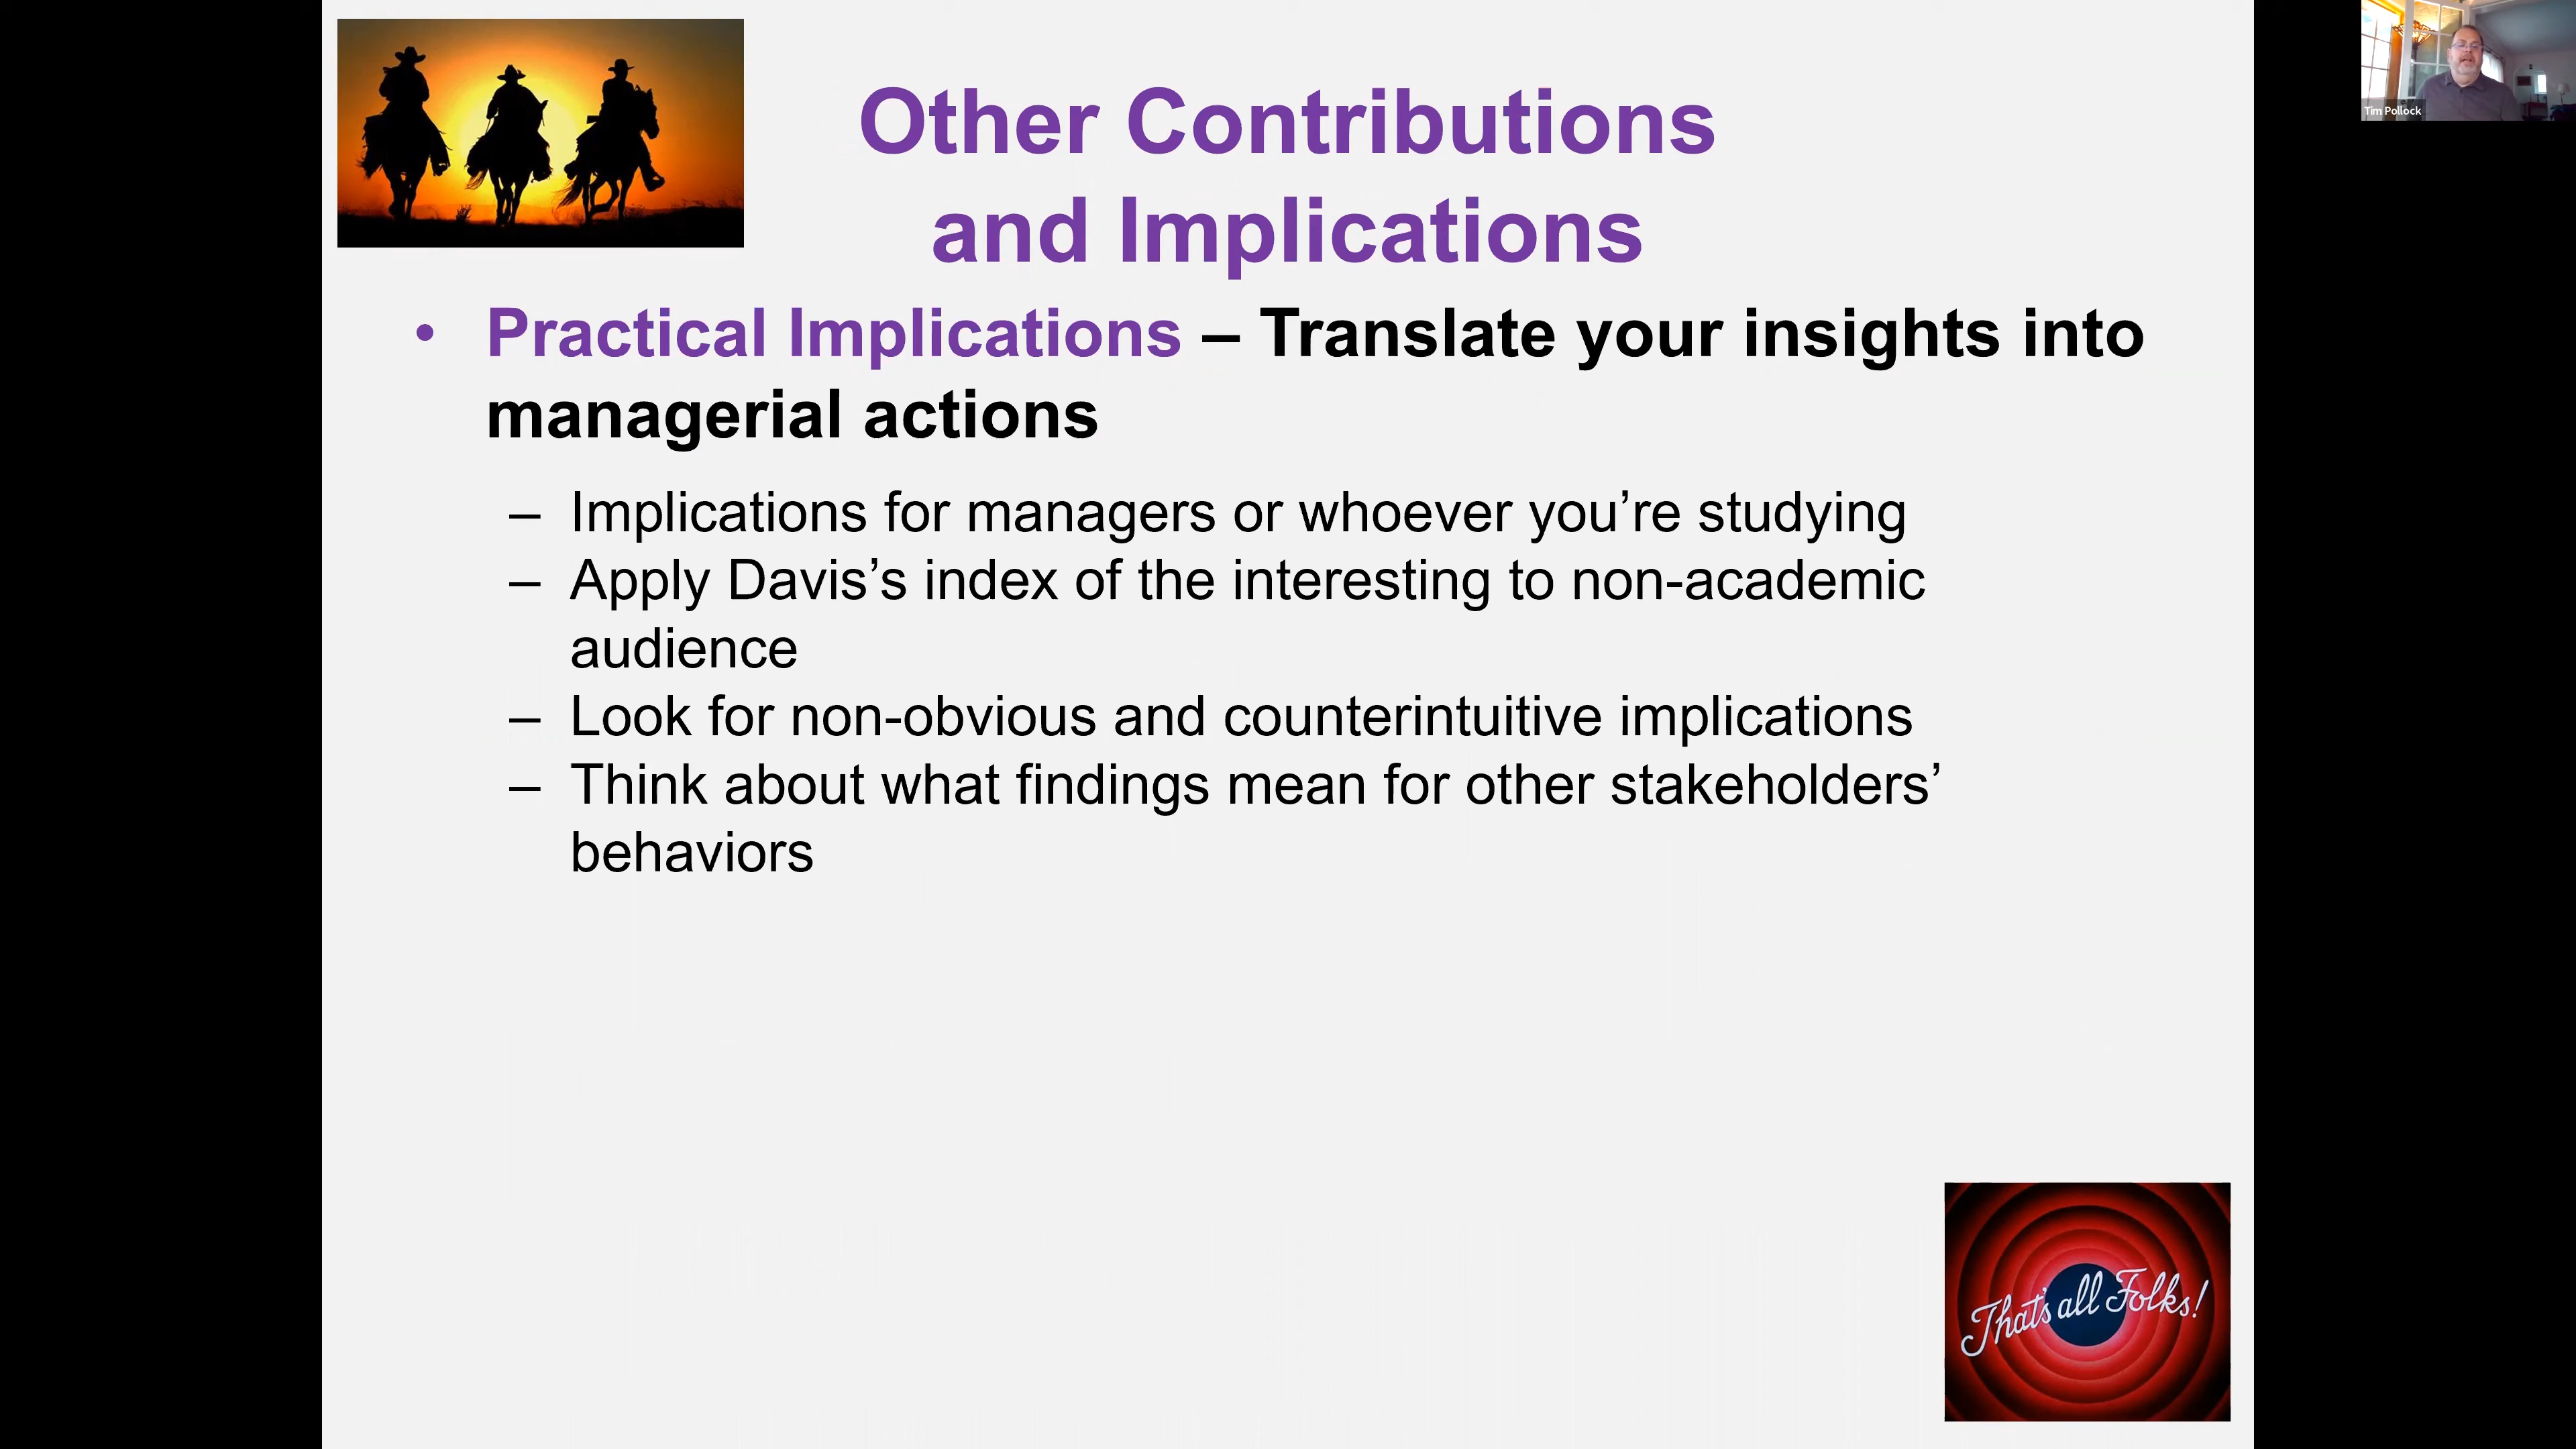 Tim Pollock
Other Contributions
and Implications
• Practical Implications – Translate your insights into
managerial actions
– Implications for managers or whoever you’re studying
– Apply Davis’s index of the interesting to non-academic
audience
– Look for non-obvious and counterintuitive implications
– Think about what findings mean for other stakeholders’
behaviors
That's all Folks!